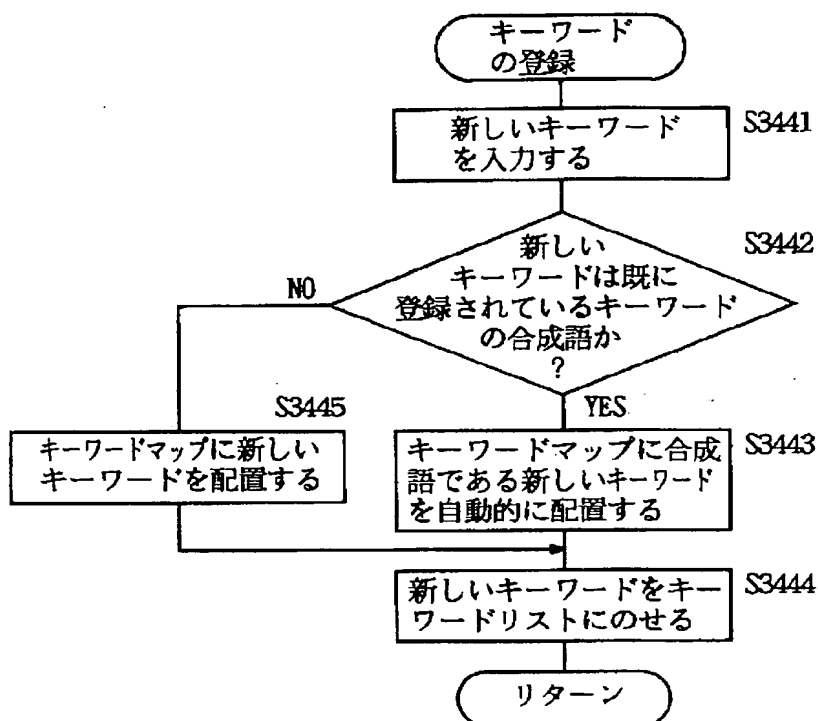 キーワード
の登録
新しいキーワード
を入力する
S3441
新しい
キーワードは既に
登録されているキーワード
の合成語か
?
S3442
NO
YES
S3445
キーワードマップに新しい
キーワードを配置する
キーワードマップに合成
語である新しいキーワード
を自動的に配置する
S3443
新しいキーワードをキー
ワードリストにのせる
S3444
リターン